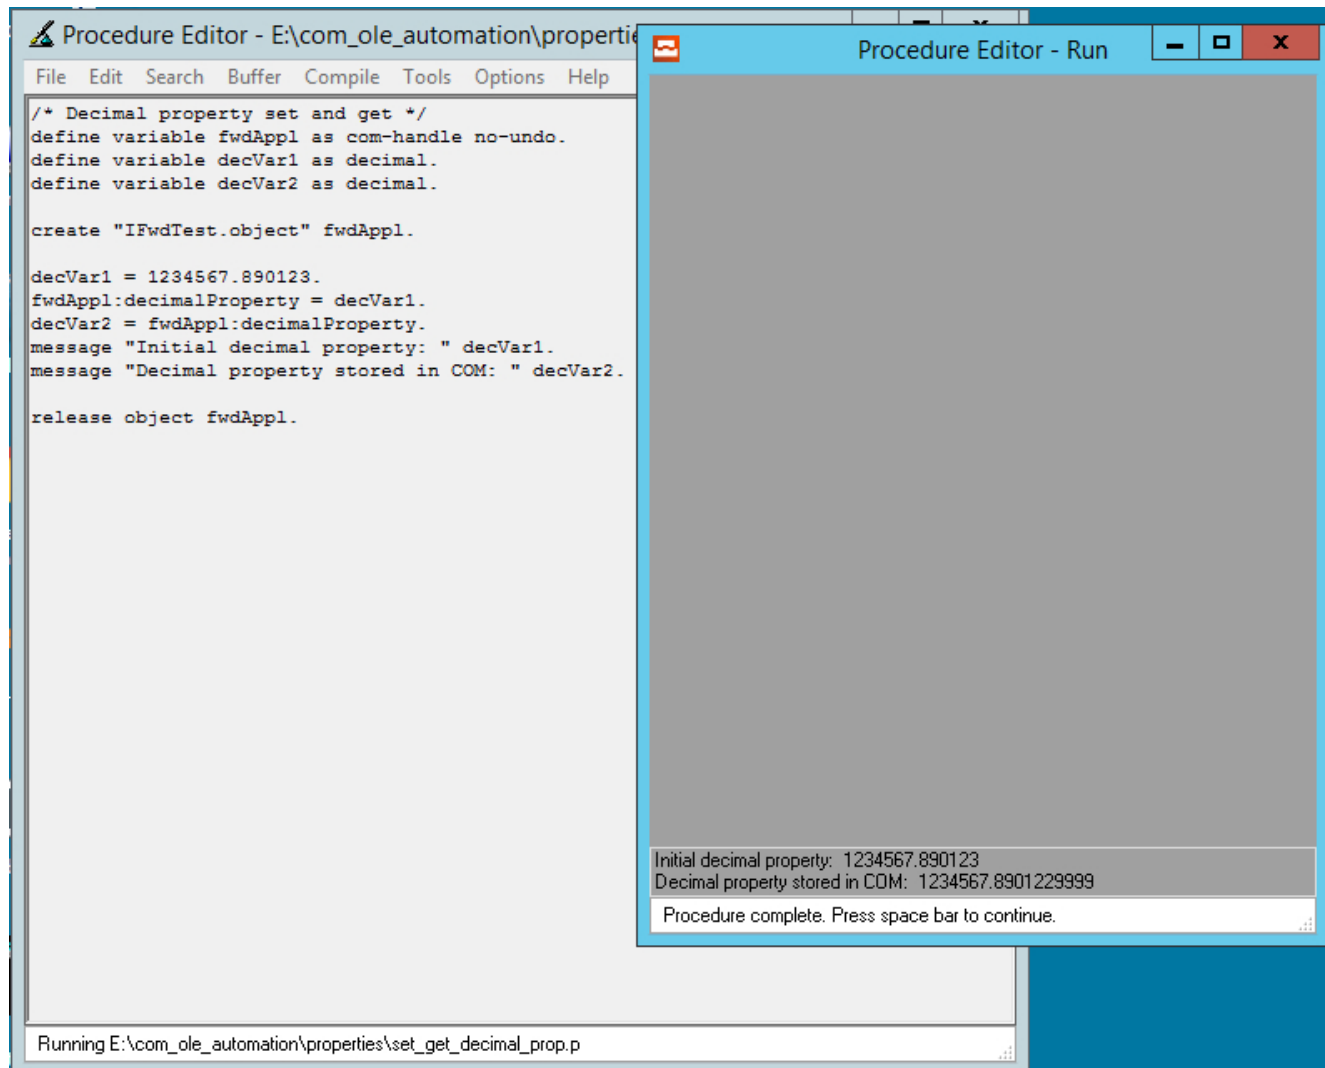 Procedure Editor - E:\com_ole_automation\properti
File Edit Search Buffer Compile Tools Options Help
/* Decimal property set and get */
define variable fwdAppl as com-handle no-undo.
define variable decVar1 as decimal.
define variable decVar2 as decimal.
create "IFwdTest.object" fwdAppl.
decVar1 = 1234567.890123.
fwdAppl:decimalProperty = decVar1.
decVar2 = fwdAppl:decimalProperty.
message "Initial decimal property: " decVar1.
message "Decimal property stored in COM: " decVar2.
release object fwdAppl.
Running E:\com_ole_automation\properties\set_get_decimal_prop.p
Procedure Editor - Run
Initial decimal property: 1234567.890123
Decimal property stored in COM: 1234567.8901229999
Procedure complete. Press space bar to continue.